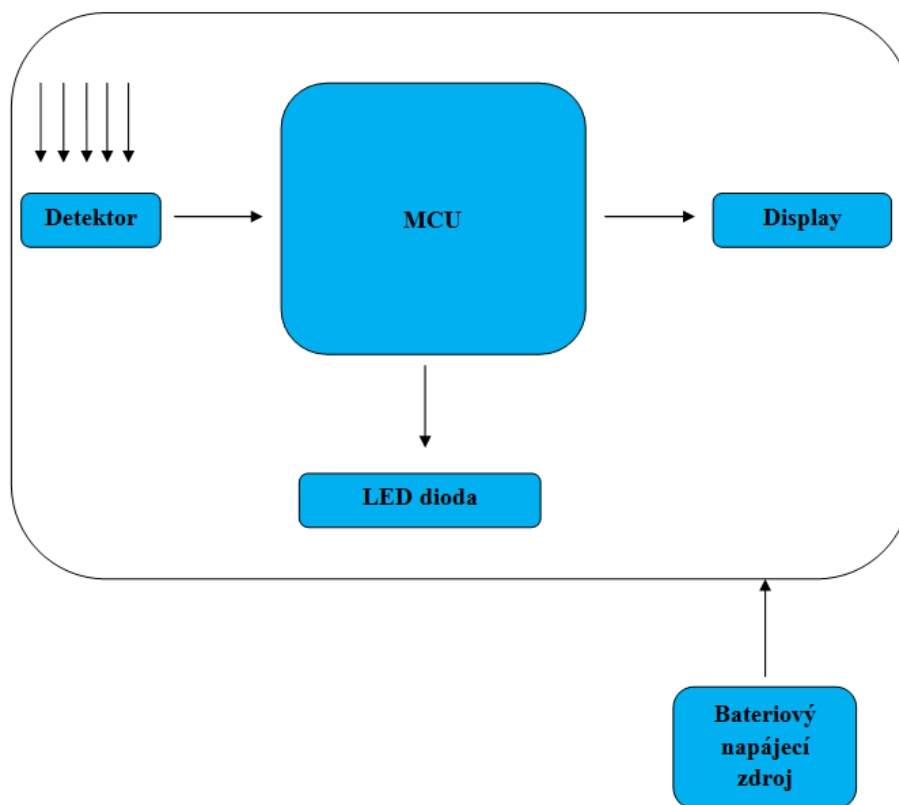 Detektor
MCU
Display
LED dioda
Bateriový
napájecí
zdroj